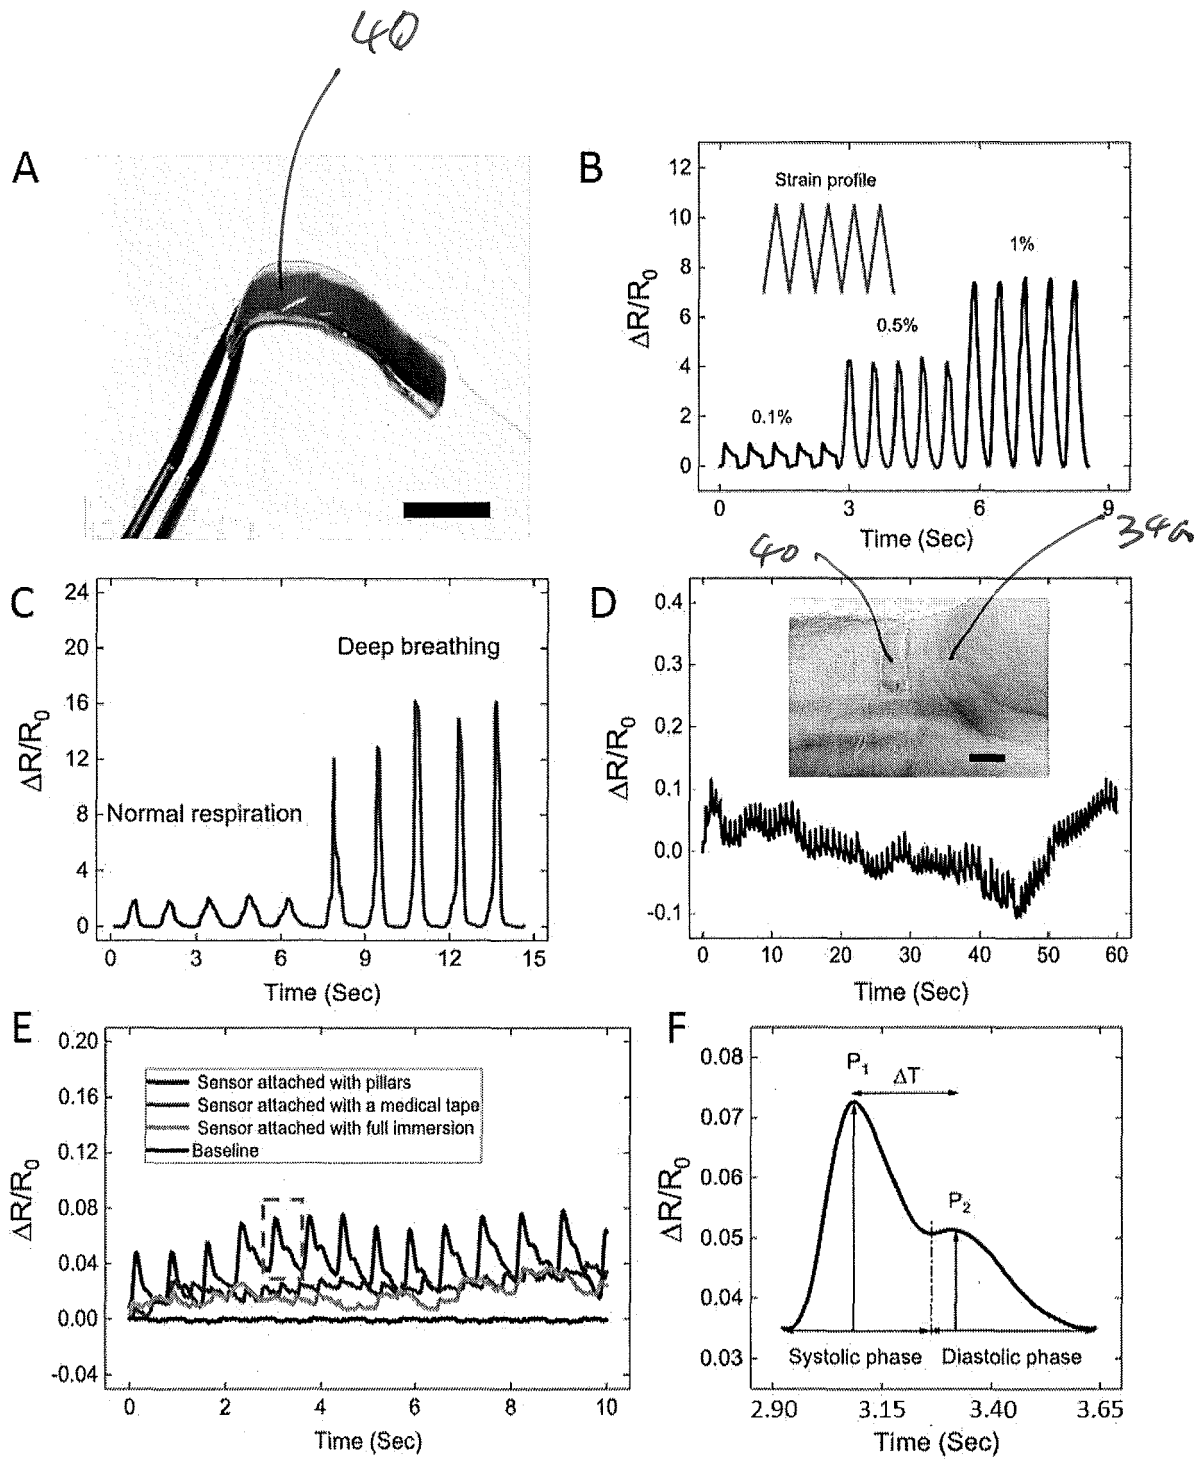 40
A
B
12
10
8
6
4
2
0
ΔR/R₀
Strain profile
0.1%
0.5%
1%
0
3
6
9
Time (Sec)
40
340
C
24
20
16
12
8
4
0
ΔR/R₀
Deep breathing
Normal respiration
0
3
6
9
12
15
Time (Sec)
D
0.4
0.3
0.2
0.1
0.0
-0.1
ΔR/R₀
0
10
20
30
40
50
60
Time (Sec)
E
0.20
0.16
0.12
0.08
0.04
0.00
-0.04
ΔR/R₀
Sensor attached with pillars
Sensor attached with a medical tape
Sensor attached with full immersion
Baseline
0
2
4
6
8
10
Time (Sec)
F
0.08
0.07
0.06
0.05
0.04
0.03
ΔR/R₀
P₁
ΔT
P₂
Systolic phase
Diastolic phase
2.90
3.15
3.40
3.65
Time (Sec)